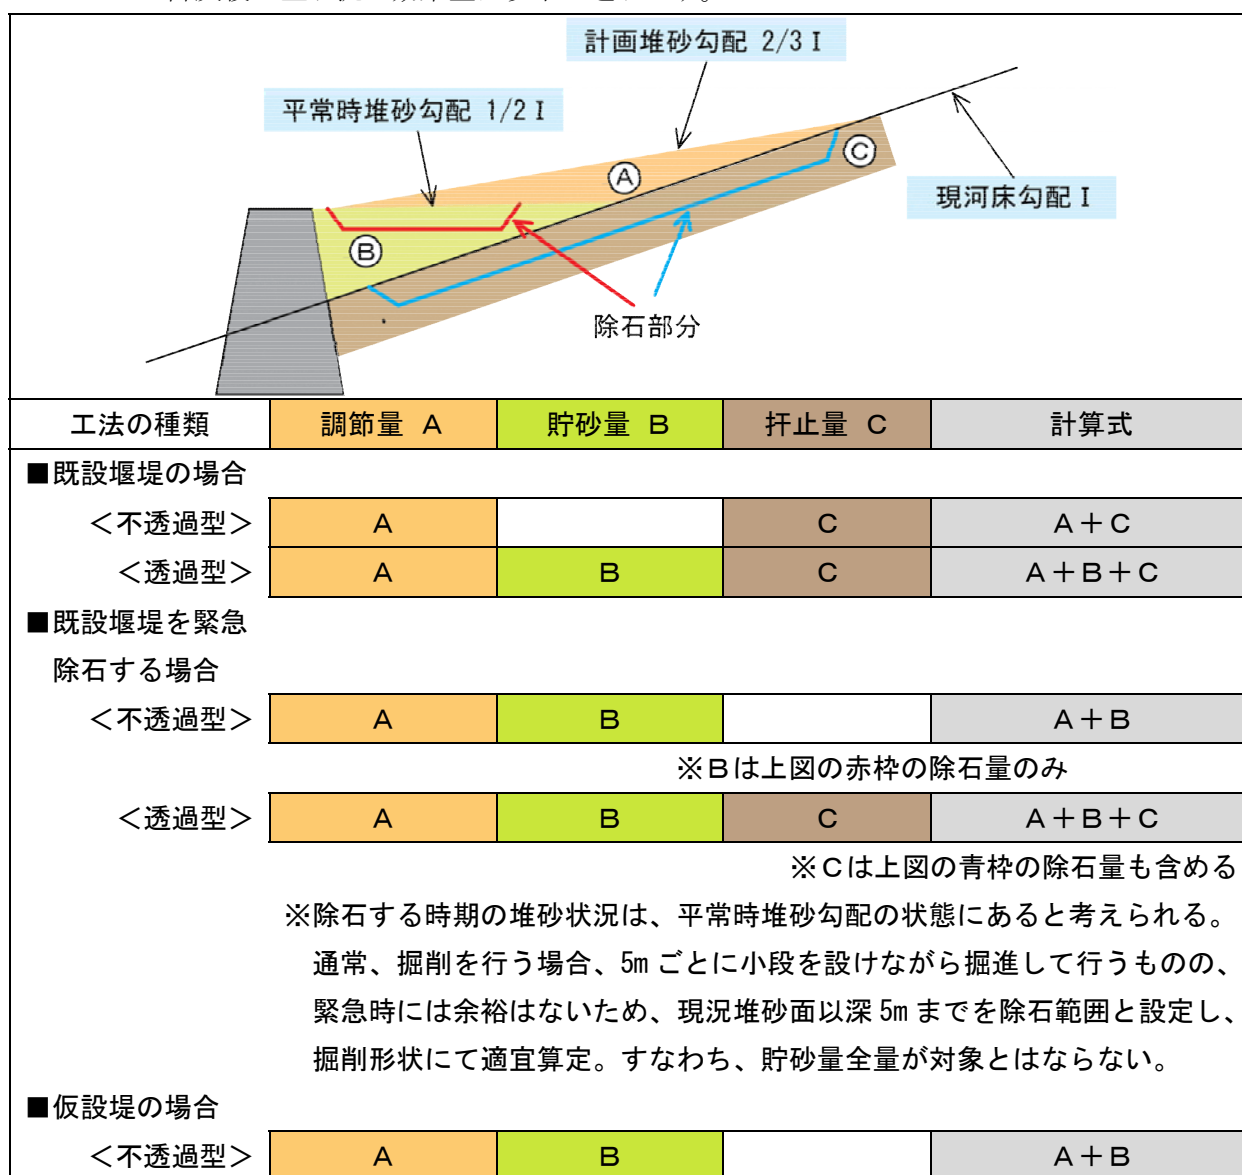 計画堆砂勾配 2/3 I
平常時堆砂勾配 1/2 I
Ⓒ
Ⓐ
現河床勾配 I
Ⓑ
除石部分
工法の種類 調節量 A 貯砂量 B 扞止量 C 計算式
■既設堰堤の場合
＜不透過型＞ A C A＋C
＜透過型＞ A B C A＋B＋C
■既設堰堤を緊急
除石する場合
＜不透過型＞ A B A＋B
※Bは上図の赤枠の除石量のみ
＜透過型＞ A B C A＋B＋C
※Cは上図の青枠の除石量も含める
※除石する時期の堆砂状況は、平常時堆砂勾配の状態にあると考えられる。
通常、掘削を行う場合、5m ごとに小段を設けながら掘進して行うものの、
緊急時には余裕はないため、現況堆砂面以深 5m までを除石範囲と設定し、
掘削形状にて適宜算定。すなわち、貯砂量全量が対象とはならない。
■仮設堤の場合
＜不透過型＞ A B A＋B